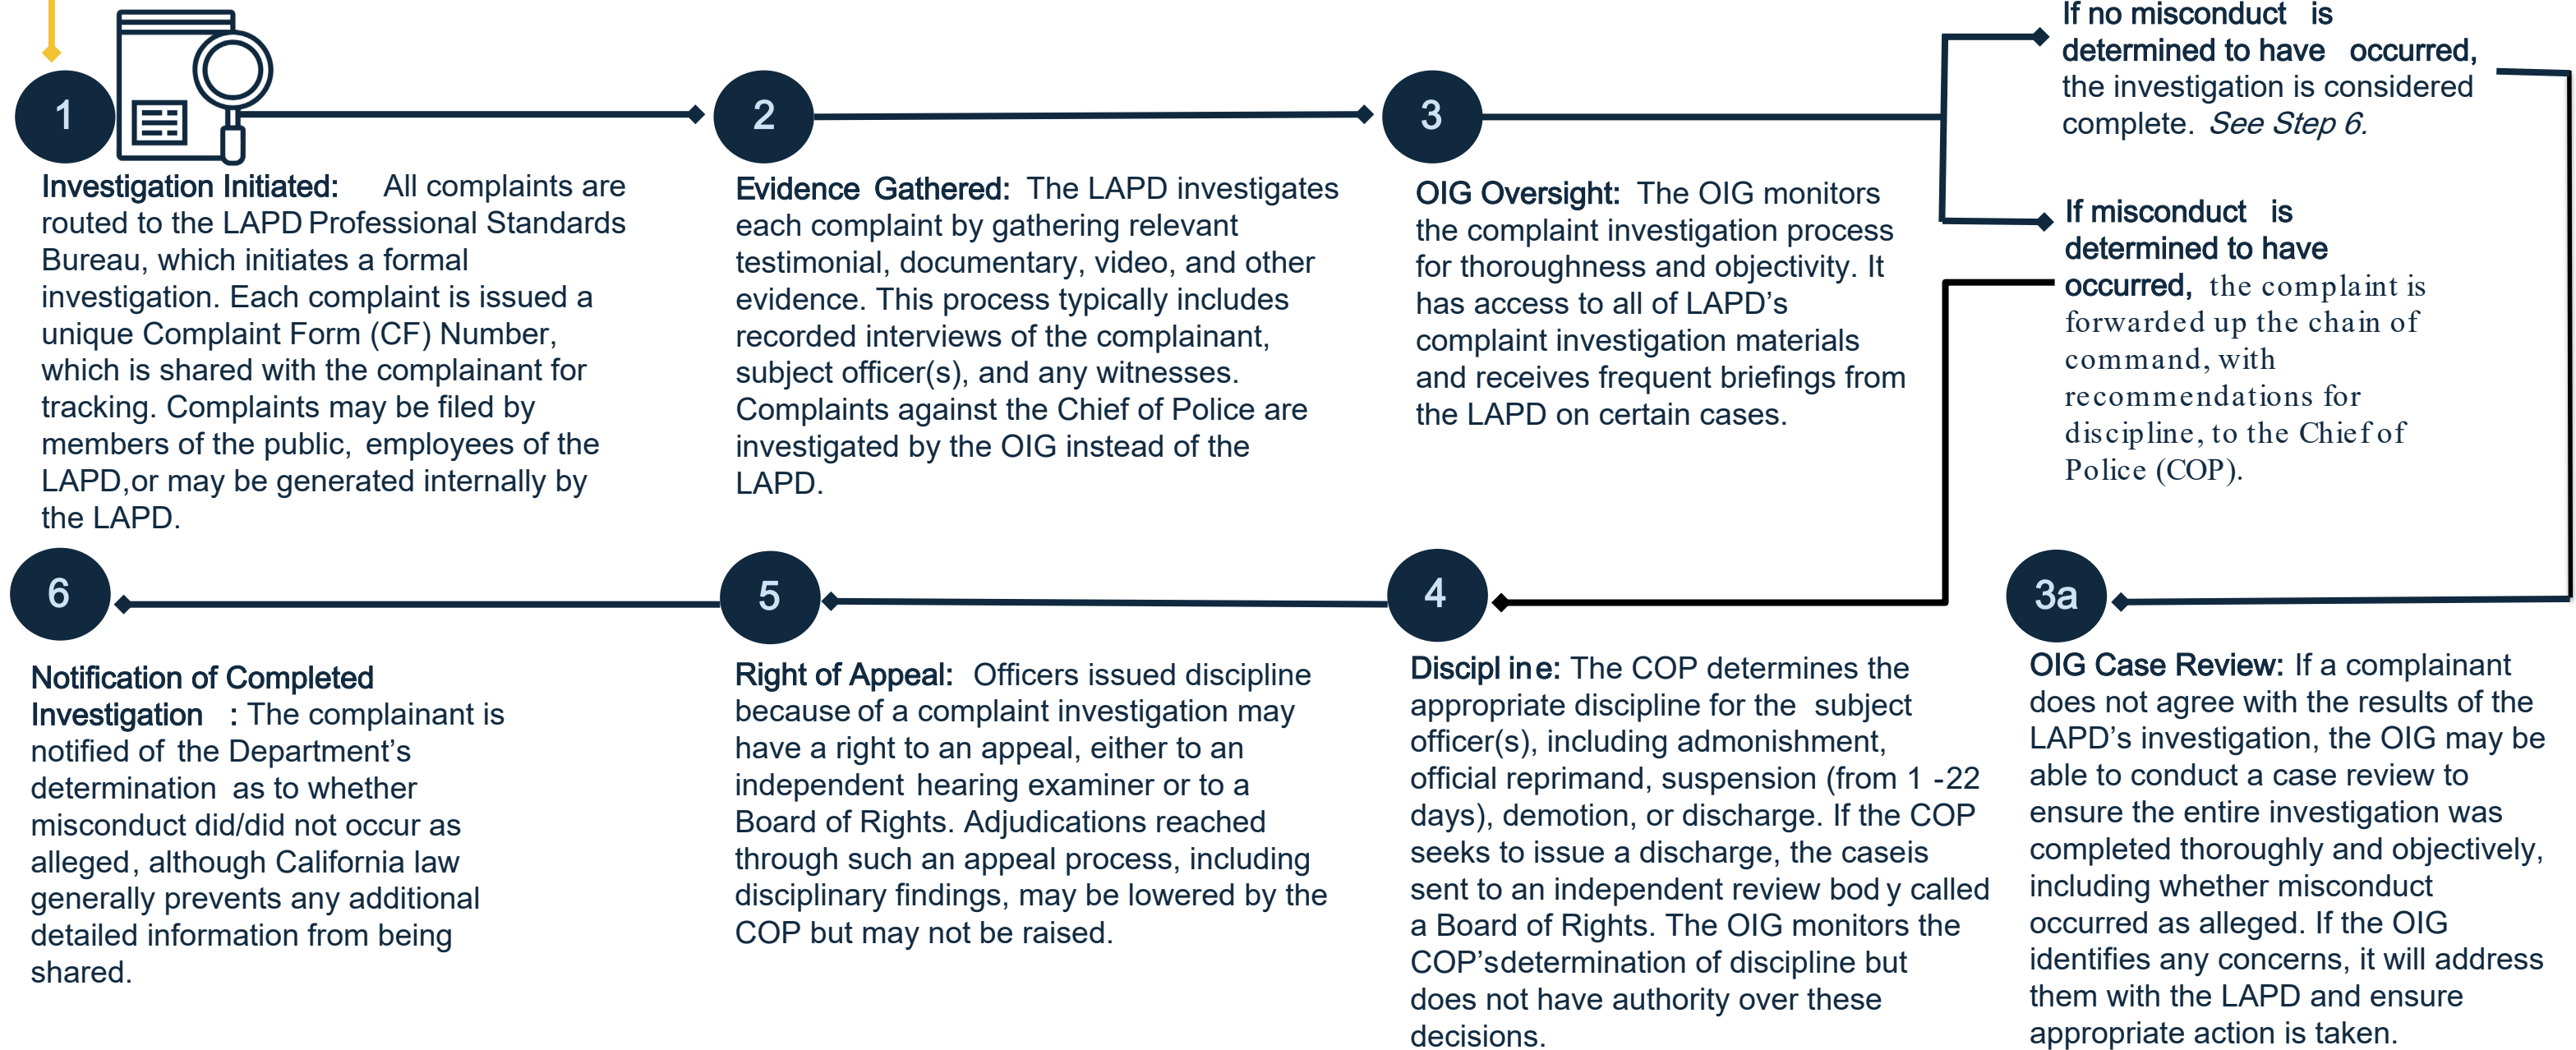 1
Investigation Initiated: All complaints are
routed to the LAPD Professional Standards
Bureau, which initiates a formal
investigation. Each complaint is issued a
unique Complaint Form (CF) Number,
which is shared with the complainant for
tracking. Complaints may be filed by
members of the public, employees of the
LAPD,or may be generated internally by
the LAPD.
2
Evidence Gathered: The LAPD investigates
each complaint by gathering relevant
testimonial, documentary, video, and other
evidence. This process typically includes
recorded interviews of the complainant,
subject officer(s), and any witnesses.
Complaints against the Chief of Police are
investigated by the OIG instead of the
LAPD.
3
OIG Oversight: The OIG monitors
the complaint investigation process
for thoroughness and objectivity. It
has access to all of LAPD's
complaint investigation materials
and receives frequent briefings from
the LAPD on certain cases.
If no misconduct is
determined to have occurred,
the investigation is considered
complete. See Step 6.
If misconduct is
determined to have
occurred, the complaint is
forwarded up the chain of
command, with
recommendations for
discipline, to the Chief of
Police (COP).
3a
OIG Case Review: If a complainant
does not agree with the results of the
LAPD's investigation, the OIG may be
able to conduct a case review to
ensure the entire investigation was
completed thoroughly and objectively,
including whether misconduct
occurred as alleged. If the OIG
identifies any concerns, it will address
them with the LAPD and ensure
appropriate action is taken.
4
Discipline: The COP determines the
appropriate discipline for the subject
officer(s), including admonishment,
official reprimand, suspension (from 1 -22
days), demotion, or discharge. If the COP
seeks to issue a discharge, the caseis
sent to an independent review body called
a Board of Rights. The OIG monitors the
COP'sdetermination of discipline but
does not have authority over these
decisions.
5
Right of Appeal: Officers issued discipline
because of a complaint investigation may
have a right to an appeal, either to an
independent hearing examiner or to a
Board of Rights. Adjudications reached
through such an appeal process, including
disciplinary findings, may be lowered by the
COP but may not be raised.
6
Notification of Completed
Investigation : The complainant is
notified of the Department's
determination as to whether
misconduct did/did not occur as
alleged, although California law
generally prevents any additional
detailed information from being
shared.